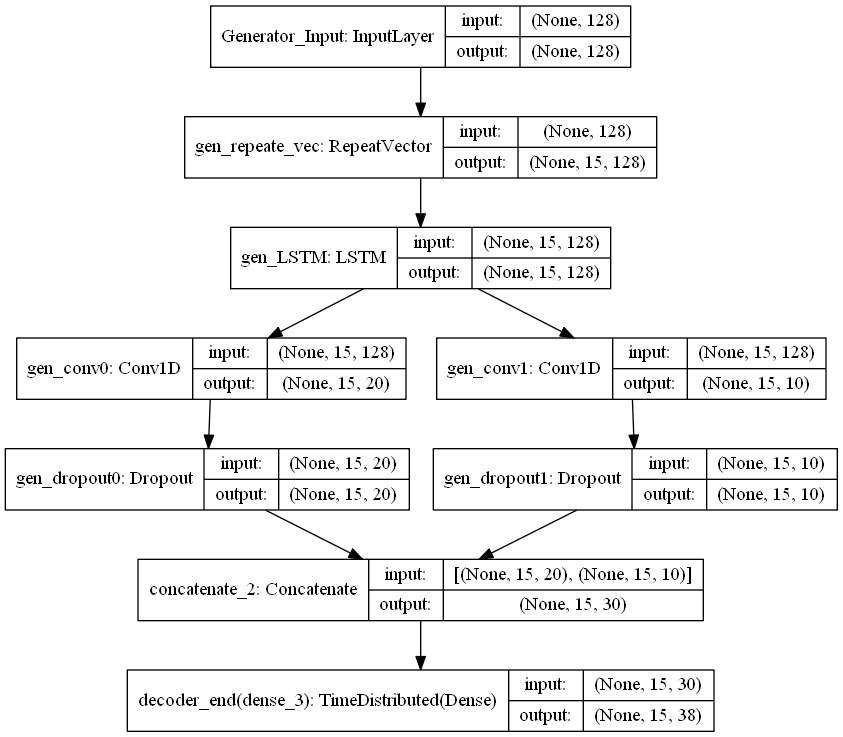 Generator_Input: InputLayer
input: (None, 128)
output: (None, 128)
gen_repeate_vec: RepeatVector
input: (None, 128)
output: (None, 15, 128)
gen_LSTM: LSTM
input: (None, 15, 128)
output: (None, 15, 128)
gen_conv0: Conv1D
input: (None, 15, 128)
output: (None, 15, 20)
gen_conv1: Conv1D
input: (None, 15, 128)
output: (None, 15, 10)
gen_dropout0: Dropout
input: (None, 15, 20)
output: (None, 15, 20)
gen_dropout1: Dropout
input: (None, 15, 10)
output: (None, 15, 10)
concatenate_2: Concatenate
input: [(None, 15, 20), (None, 15, 10)]
output: (None, 15, 30)
decoder_end(dense_3): TimeDistributed(Dense)
input: (None, 15, 30)
output: (None, 15, 38)